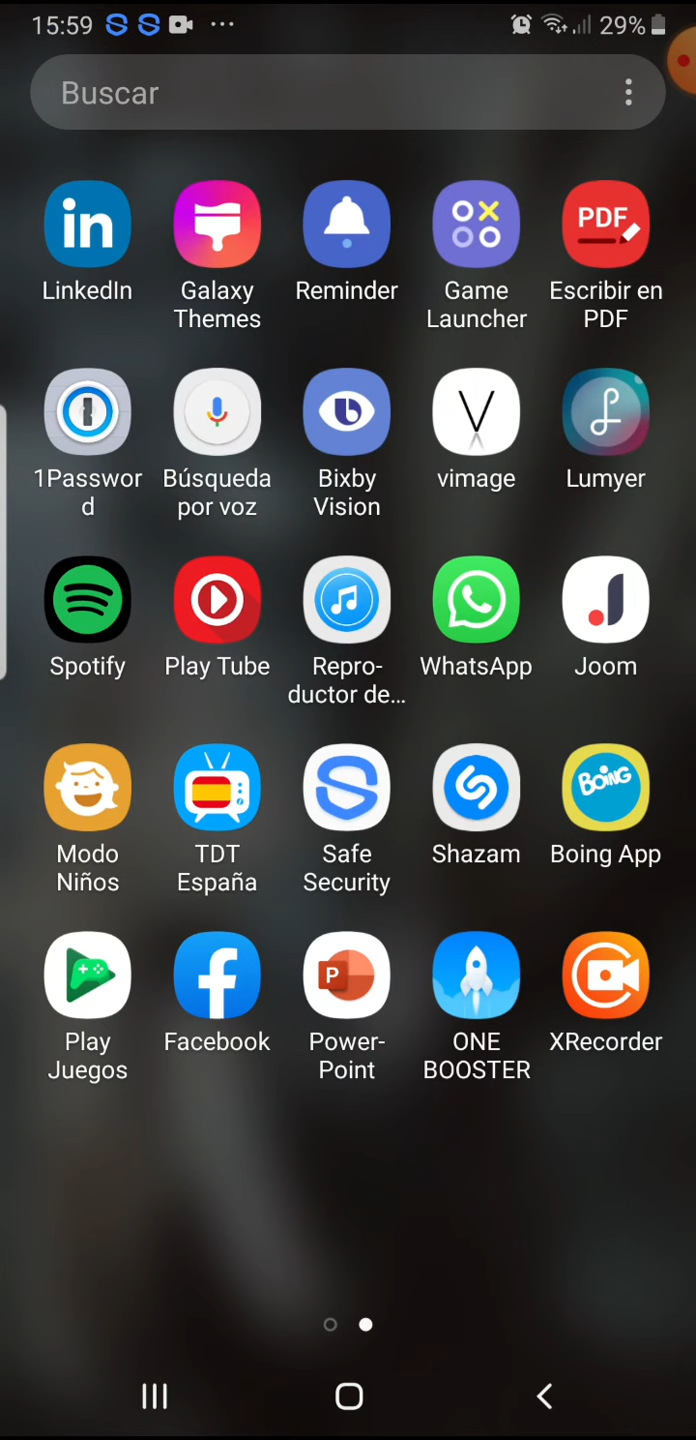 15:59
29%
Buscar
LinkedIn
Galaxy
Themes
Reminder
Game
Launcher
PDF
Escribir en
PDF
1Passwor
d
Búsqueda
por voz
Bixby
Vision
vimage
Lumyer
Spotify
Play Tube
Repro-
ductor de...
WhatsApp
Joom
Modo
Niños
TDT
España
Safe
Security
Shazam
BOING
Boing App
Play
Juegos
Facebook
P
Power-
Point
ONE
BOOSTER
XRecorder